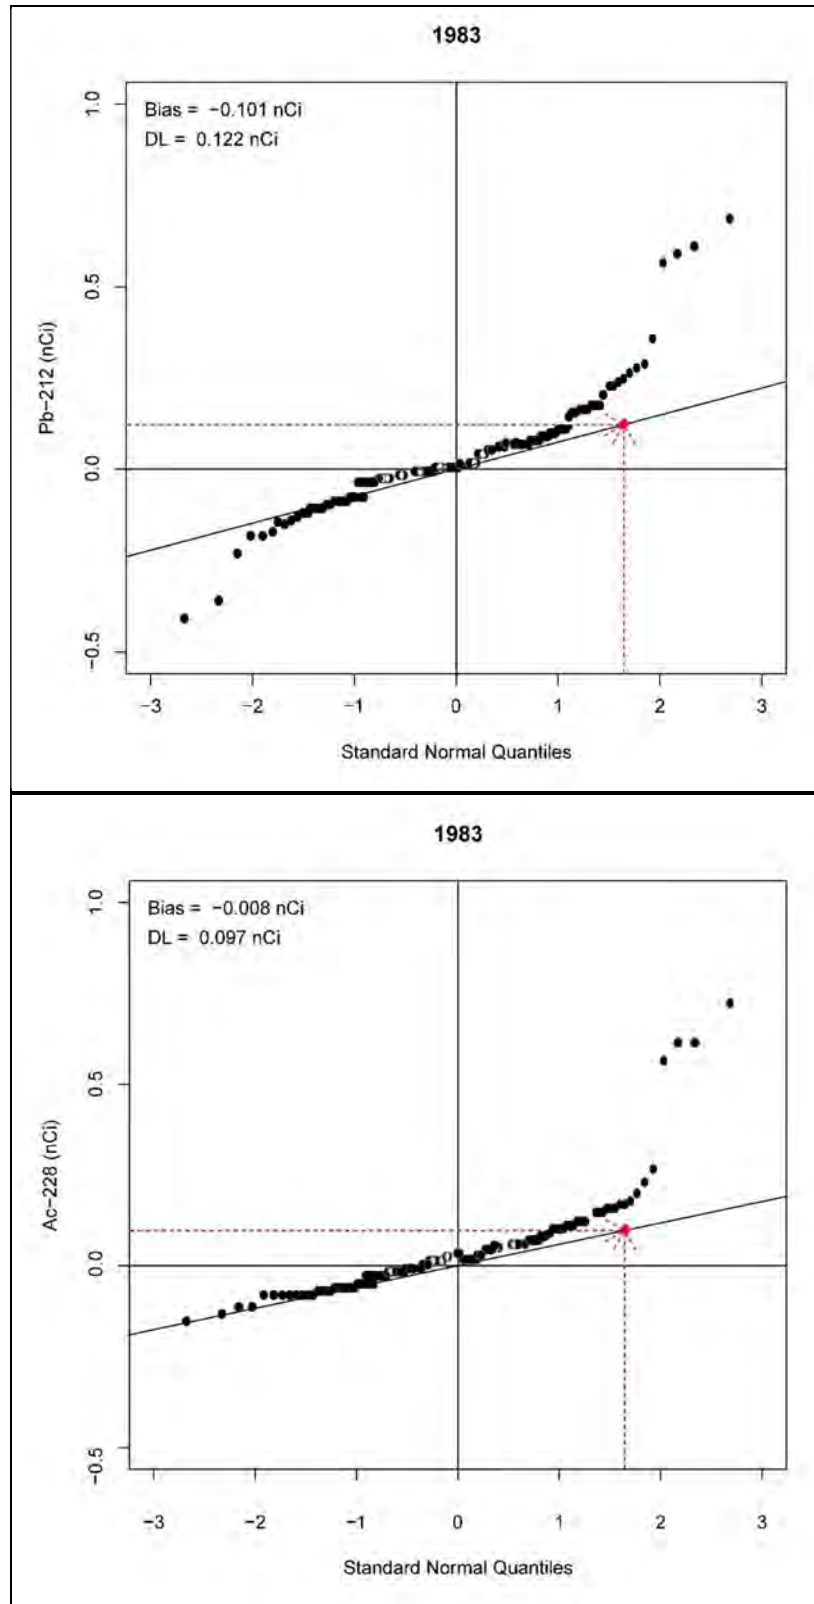 1983
Bias = −0.101 nCi
DL = 0.122 nCi
1.0
0.5
0.0
−0.5
Pb−212 (nCi)
−3 −2 −1 0 1 2 3
Standard Normal Quantiles
1983
Bias = −0.008 nCi
DL = 0.097 nCi
1.0
0.5
0.0
−0.5
Ac−228 (nCi)
−3 −2 −1 0 1 2 3
Standard Normal Quantiles